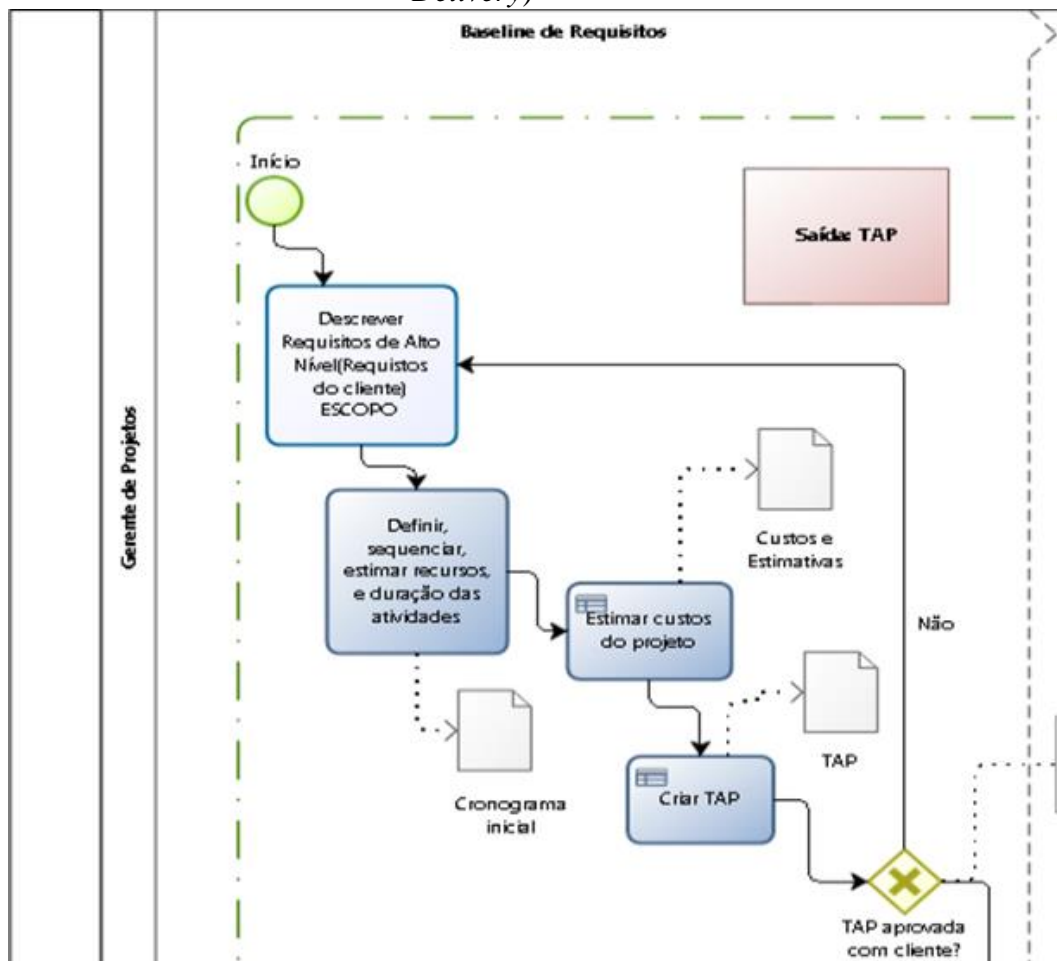 Delivery)
Baseline de Requisitos
Gerente de Projetos
Início
Saída: TAP
Descrever
Requisitos de Alto
Nível(Requistos
do cliente)
ESCOPO
Definir,
sequenciar,
estimar recursos,
e duração das
atividades
Custos e
Estimativas
Estimar custos
do projeto
Não
Cronograma
inicial
TAP
Criar TAP
TAP aprovada
com cliente?